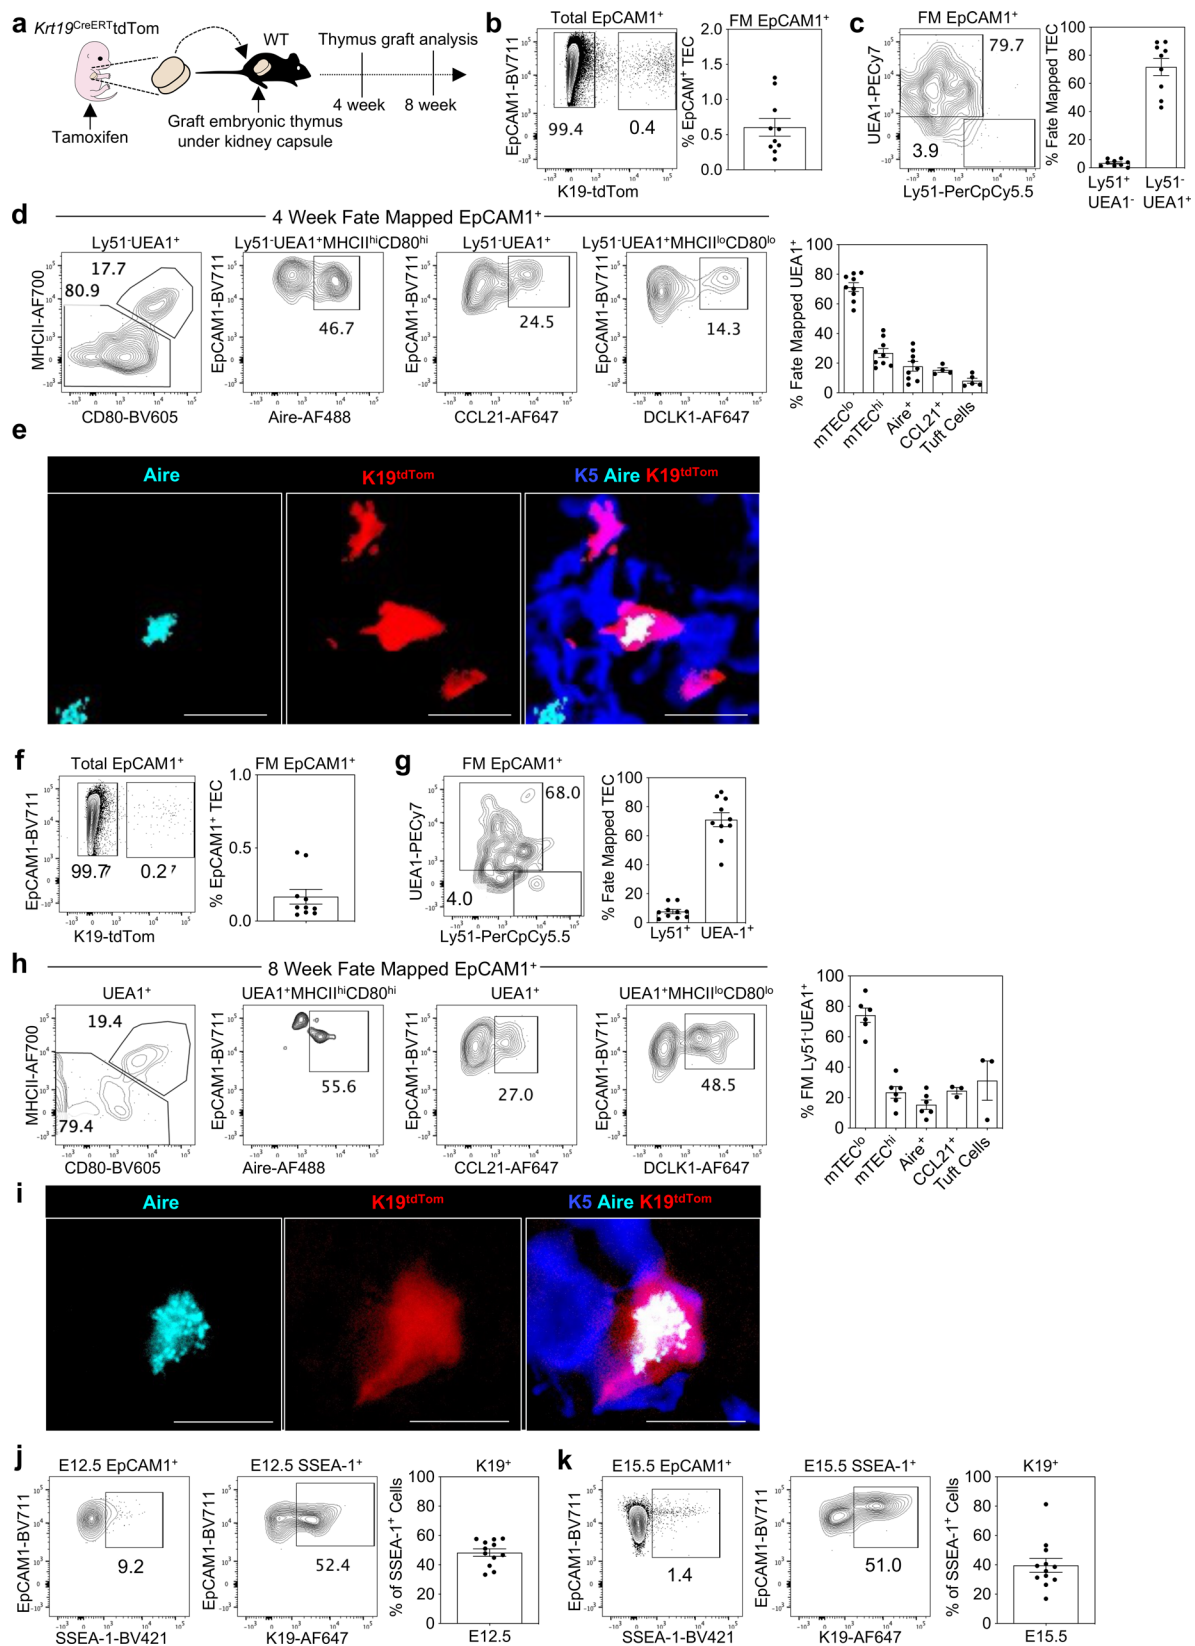 a
Krt19CreERTtdTom
WT
Thymus graft analysis
4 week
8 week
Graft embryonic thymus
under kidney capsule
Tamoxifen
b
Total EpCAM1+
EpCAM1-BV711
99.4
0.4
K19-tdTom
FM EpCAM1+
% EpCAM+ TEC
2.0
1.5
1.0
0.5
0.0
c
FM EpCAM1+
UEA1-PECy7
79.7
3.9
Ly51-PerCpCy5.5
% Fate Mapped TEC
100
80
60
40
20
0
Ly51+
UEA1-
Ly51-
UEA1+
d
4 Week Fate Mapped EpCAM1+
Ly51-UEA1+
17.7
80.9
MHCII-AF700
CD80-BV605
Ly51-UEA1+MHCIIhiCD80hi
EpCAM1-BV711
46.7
Aire-AF488
Ly51-UEA1+
EpCAM1-BV711
24.5
CCL21-AF647
Ly51-UEA1+MHCIIloCD80lo
EpCAM1-BV711
14.3
DCLK1-AF647
% Fate Mapped UEA1+
100
80
60
40
20
0
mTEClo
mTEChi
Aire+
CCL21+
Tuft Cells
e
Aire
K19tdTom
K5 Aire K19tdTom
f
Total EpCAM1+
EpCAM1-BV711
99.7
0.2
K19-tdTom
FM EpCAM1+
% EpCAM1+ TEC
1.0
0.5
0.0
g
FM EpCAM1+
UEA1-PECy7
68.0
4.0
Ly51-PerCpCy5.5
% Fate Mapped TEC
100
80
60
40
20
0
Ly51+
UEA-1+
h
8 Week Fate Mapped EpCAM1+
UEA1+
19.4
79.4
MHCII-AF700
CD80-BV605
UEA1+MHCIIhiCD80hi
EpCAM1-BV711
55.6
Aire-AF488
UEA1+
EpCAM1-BV711
27.0
CCL21-AF647
UEA1+MHCIIloCD80lo
EpCAM1-BV711
48.5
DCLK1-AF647
% FM Ly51-UEA1+
100
80
60
40
20
0
mTEClo
mTEChi
Aire+
CCL21+
Tuft Cells
i
Aire
K19tdTom
K5 Aire K19tdTom
j
E12.5 EpCAM1+
EpCAM1-BV711
9.2
SSEA-1-BV421
E12.5 SSEA-1+
EpCAM1-BV711
52.4
K19-AF647
K19+
% of SSEA-1+ Cells
100
80
60
40
20
0
E12.5
k
E15.5 EpCAM1+
EpCAM1-BV711
1.4
SSEA-1-BV421
E15.5 SSEA-1+
EpCAM1-BV711
51.0
K19-AF647
K19+
% of SSEA-1+ Cells
100
80
60
40
20
0
E15.5